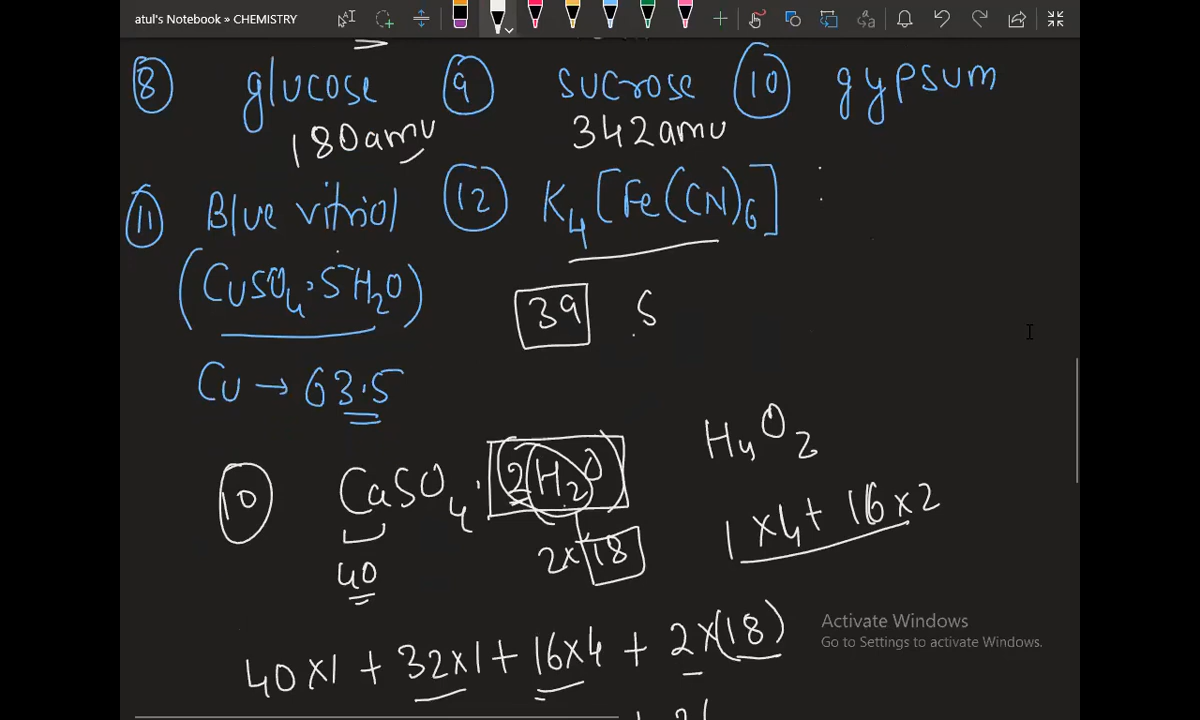 atul's Notebook » CHEMISTRY
8 glucose 9 sucrose 10 gypsum
180amu 342amu
11 Blue vitriol 12 K4[Fe(CN)6]
(CuSO4·5H2O)
39 S
Cu → 63.5
H4O2
10 CaSO4·2H2O
1x4+ 16x2
40 2x18
Activate Windows
Go to Settings to activate Windows.
40x1 + 32x1 + 16x4 + 2x(18)